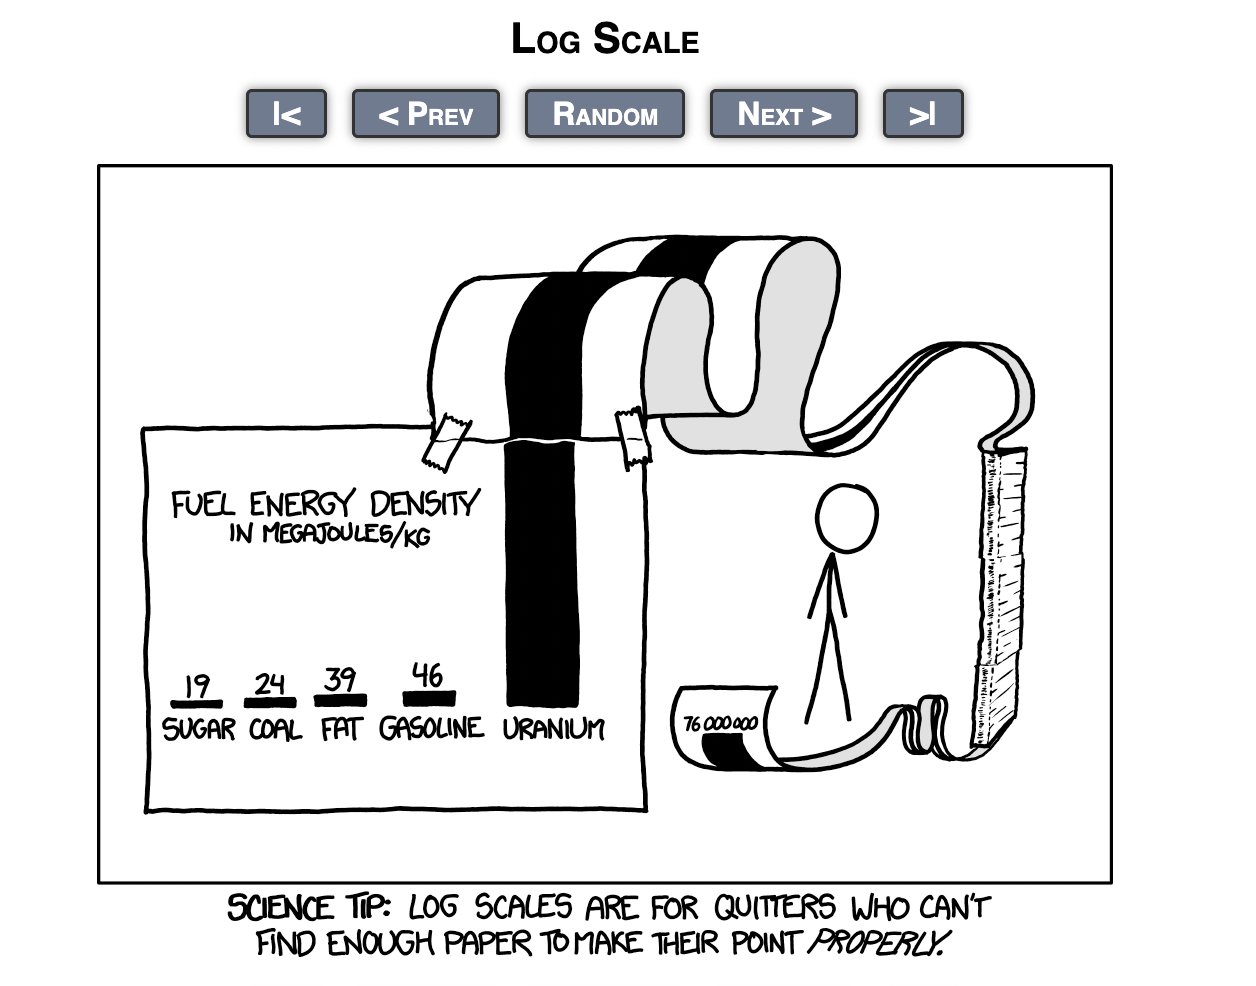 Log Scale
|<
< Prev
Random
Next >
>|
FUEL ENERGY DENSITY
IN MEGAJOULES/KG
19
24
39
46
76 000 000
SUGAR
COAL
FAT
GASOLINE
URANIUM
SCIENCE TIP: LOG SCALES ARE FOR QUITTERS WHO CAN'T
FIND ENOUGH PAPER TO MAKE THEIR POINT PROPERLY.